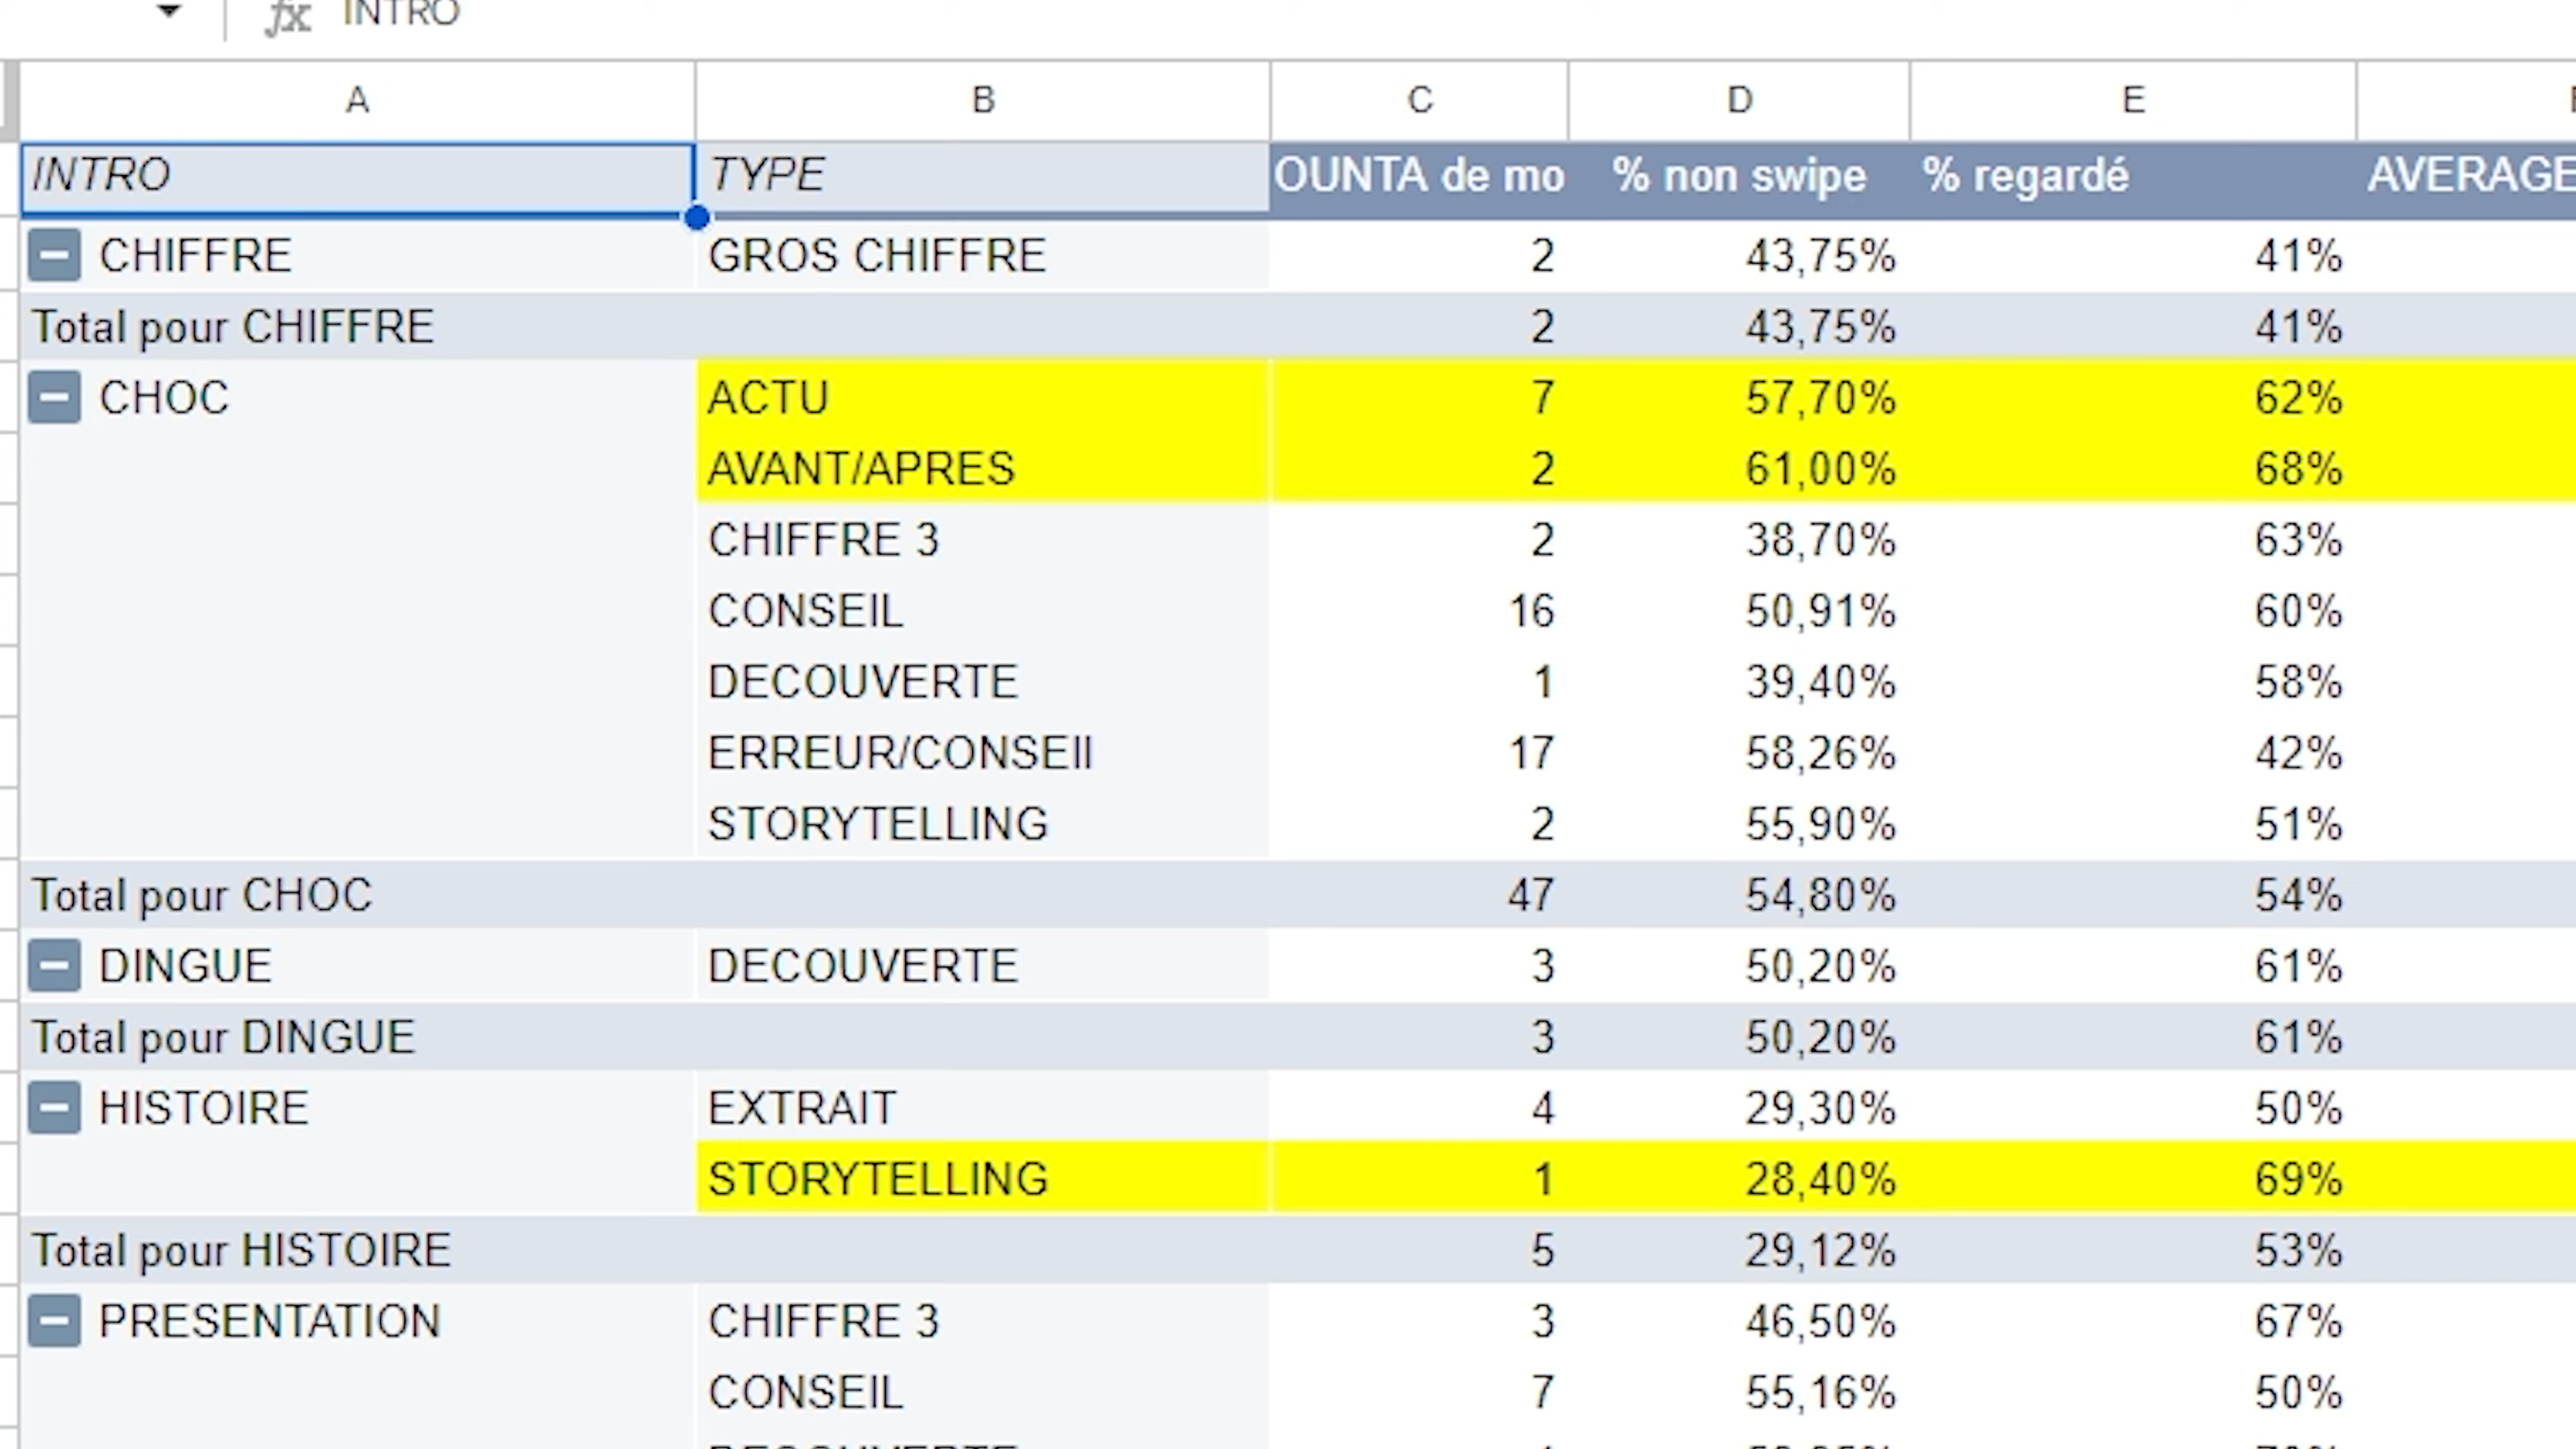 INTRO
A B C D E
INTRO TYPE OUNTA de mo % non swipe % regardé AVERAGE
CHIFFRE GROS CHIFFRE 2 43,75% 41%
Total pour CHIFFRE 2 43,75% 41%
CHOC ACTU 7 57,70% 62%
AVANT/APRES 2 61,00% 68%
CHIFFRE 3 2 38,70% 63%
CONSEIL 16 50,91% 60%
DECOUVERTE 1 39,40% 58%
ERREUR/CONSEIl 17 58,26% 42%
STORYTELLING 2 55,90% 51%
Total pour CHOC 47 54,80% 54%
DINGUE DECOUVERTE 3 50,20% 61%
Total pour DINGUE 3 50,20% 61%
HISTOIRE EXTRAIT 4 29,30% 50%
STORYTELLING 1 28,40% 69%
Total pour HISTOIRE 5 29,12% 53%
PRESENTATION CHIFFRE 3 3 46,50% 67%
CONSEIL 7 55,16% 50%